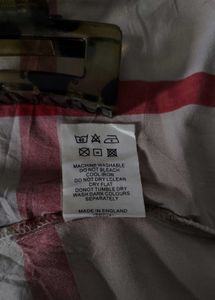 MACHINE WASHABLE
DO NOT BLEACH
COOL IRON
DO NOT DRY CLEAN
DRY FLAT
DO NOT TUMBLE DRY
WASH DARK COLOURS
SEPARATELY
MADE IN ENGLAND